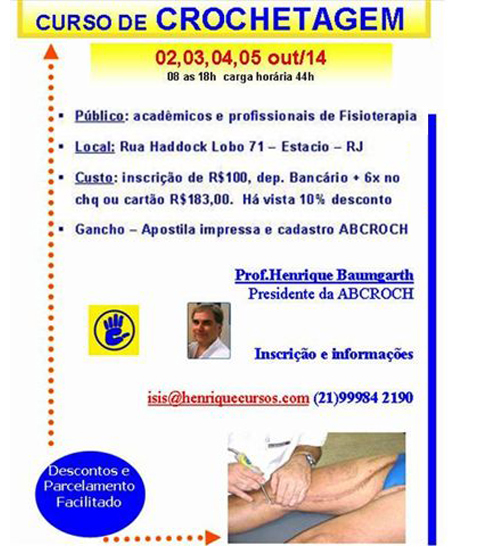 CURSO DE CROCHETAGEM
02,03,04,05 out/14
08 as 18h carga horária 44h
▪ Público: acadêmicos e profissionais de Fisioterapia
▪ Local: Rua Haddock Lobo 71 – Estacio – RJ
▪ Custo: inscrição de R$100, dep. Bancário + 6x no
chq ou cartão R$183,00. Há vista 10% desconto
▪ Gancho – Apostila impressa e cadastro ABCROCH
Prof.Henrique Baumgarth
Presidente da ABCROCH
Inscrição e informações
isis@henriquecursos.com (21)99984 2190
Descontos e
Parcelamento
Facilitado